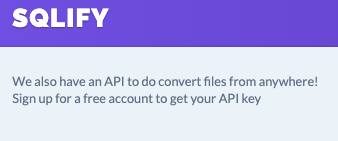 SQLIFY
We also have an API to do convert files from anywhere!
Sign up for a free account to get your API key